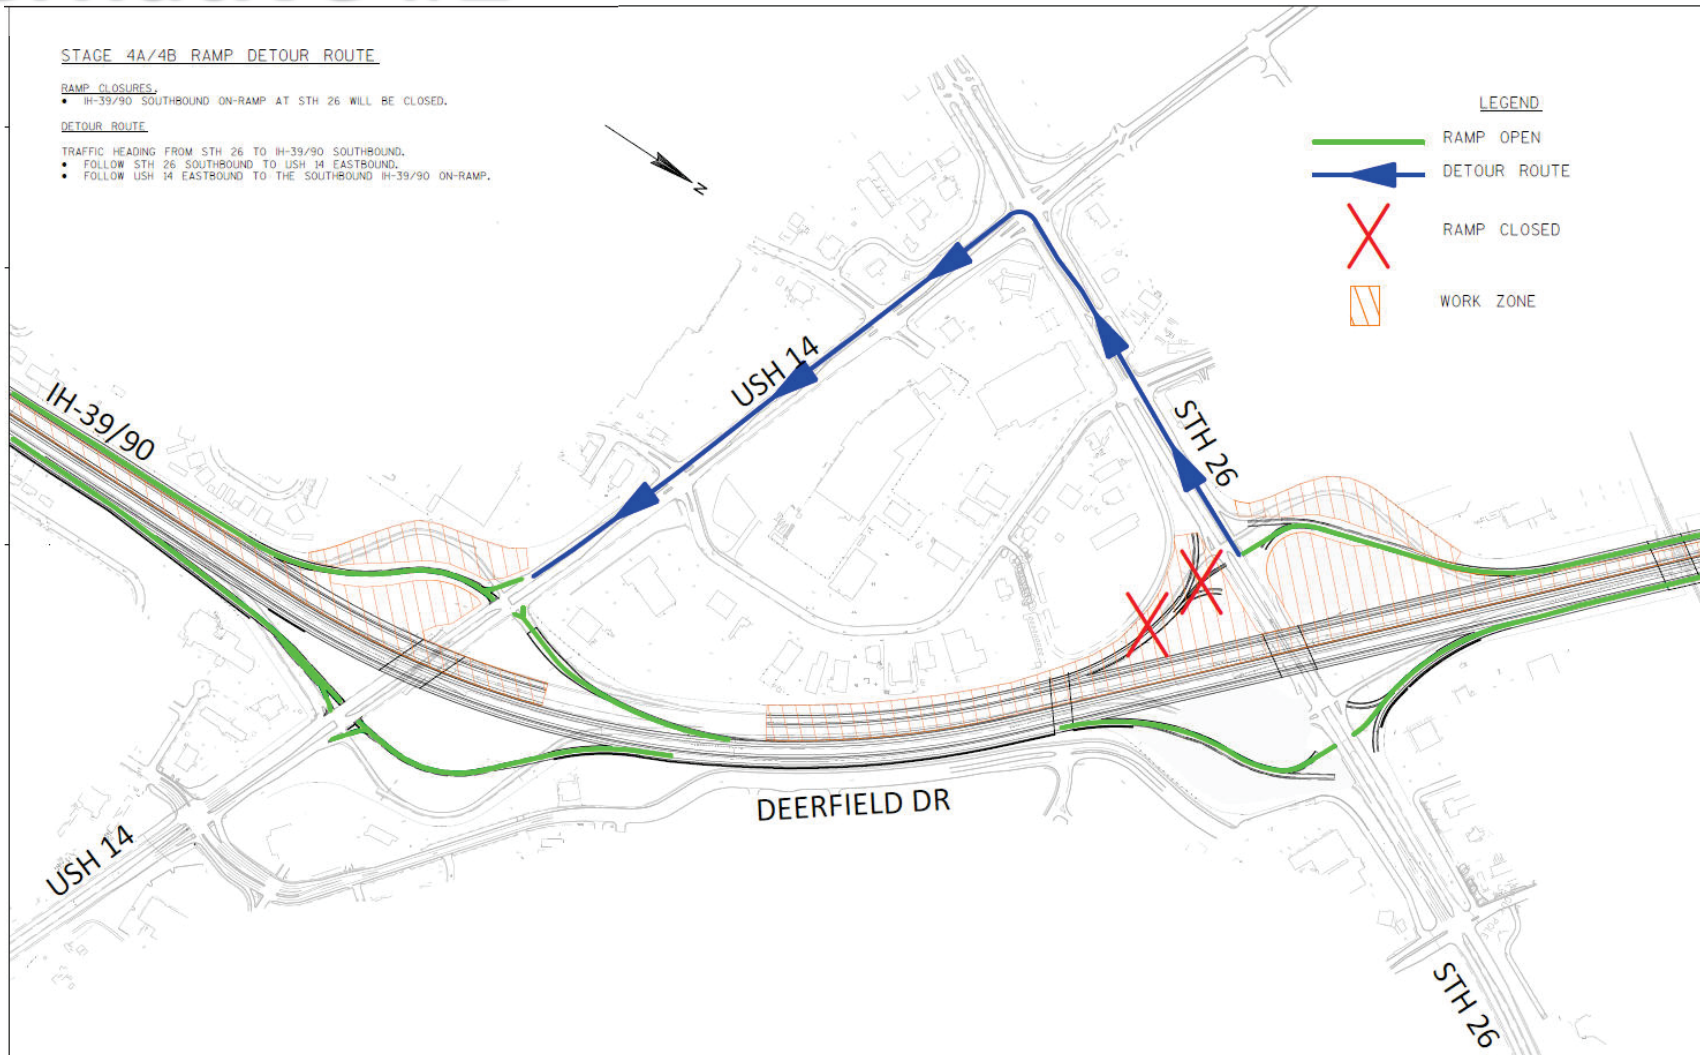 STAGE 4A/4B RAMP DETOUR ROUTE
RAMP CLOSURES.
• IH-39/90 SOUTHBOUND ON-RAMP AT STH 26 WILL BE CLOSED.
DETOUR ROUTE
TRAFFIC HEADING FROM STH 26 TO IH-39/90 SOUTHBOUND.
• FOLLOW STH 26 SOUTHBOUND TO USH 14 EASTBOUND.
• FOLLOW USH 14 EASTBOUND TO THE SOUTHBOUND IH-39/90 ON-RAMP.
N
LEGEND
RAMP OPEN
DETOUR ROUTE
RAMP CLOSED
WORK ZONE
IH-39/90
USH 14
STH 26
DEERFIELD DR
USH 14
STH 26